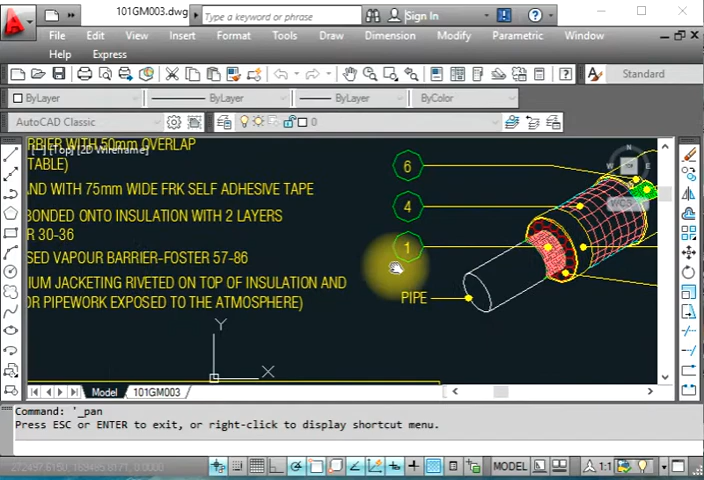 101GM003.dwg
Type a keyword or phrase
Sign In
File Edit View Insert Format Tools Draw Dimension Modify Parametric Window
Help Express
Standard
ByLayer ByLayer ByLayer ByColor
AutoCAD Classic 0
RRIER WITH 50mm OVERLAP
[-] [Top] [2D Wireframe]
TABLE)
AND WITH 75mm WIDE FRK SELF ADHESIVE TAPE
BONDED ONTO INSULATION WITH 2 LAYERS
R 30-36
SED VAPOUR BARRIER-FOSTER 57-86
IUM JACKETING RIVETED ON TOP OF INSULATION AND
OR PIPEWORK EXPOSED TO THE ATMOSPHERE)
6
4
1
PIPE
N
W
E
S
WCS
Y
X
Model 101GM003
Command: '_pan
Press ESC or ENTER to exit, or right-click to display shortcut menu.
MODEL 1:1